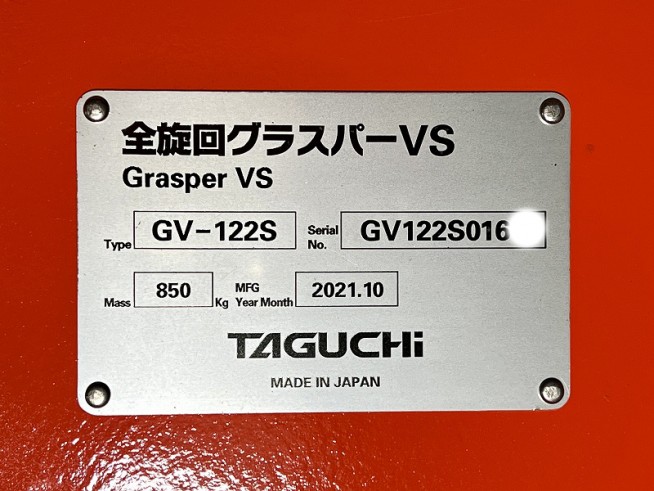 全旋回グラスパーVS
Grasper VS
Type GV-122S Serial No. GV122S016
Mass 850 Kg MFG Year Month 2021.10
TAGUCHi
MADE IN JAPAN